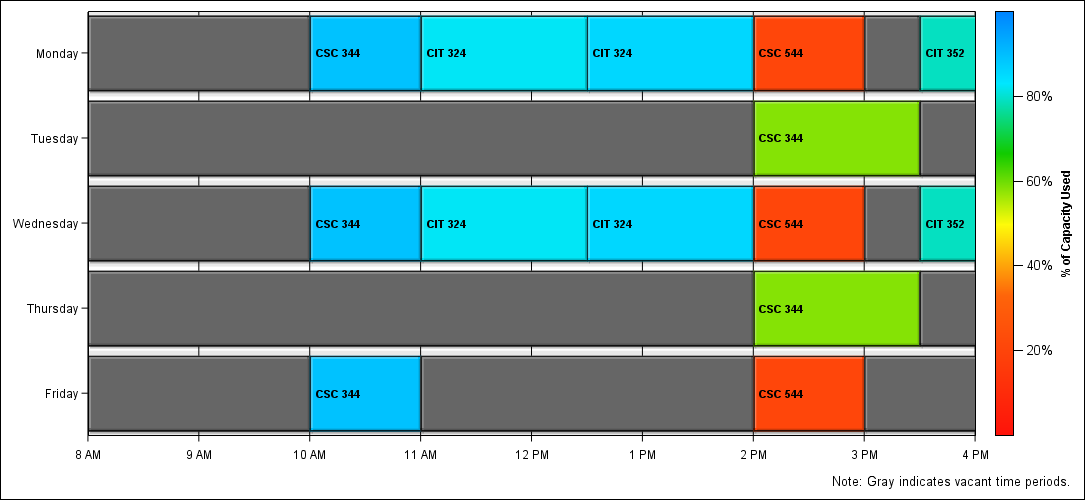 Monday
CSC 344
CIT 324
CIT 324
CSC 544
CIT 352
Tuesday
CSC 344
Wednesday
CSC 344
CIT 324
CIT 324
CSC 544
CIT 352
Thursday
CSC 344
Friday
CSC 344
CSC 544
8 AM
9 AM
10 AM
11 AM
12 PM
1 PM
2 PM
3 PM
4 PM
80%
60%
40%
20%
% of Capacity Used
Note: Gray indicates vacant time periods.